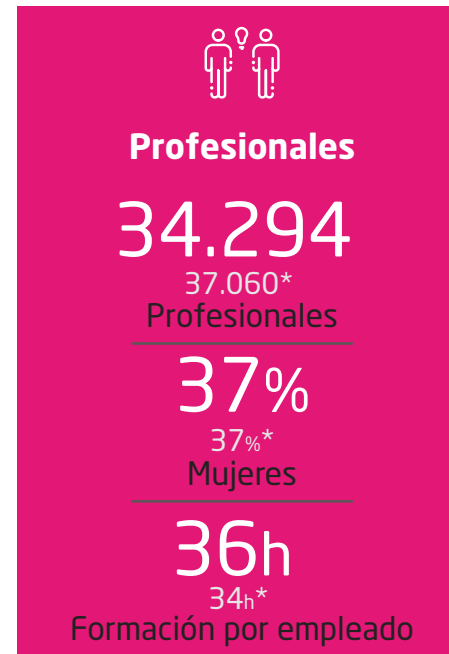 Profesionales
34.294
37.060*
Profesionales
37%
37%*
Mujeres
36h
34h*
Formación por empleado